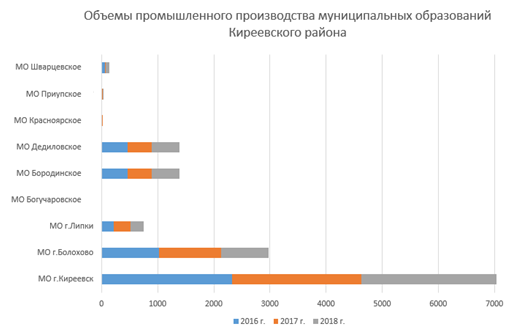 Объемы промышленного производства муниципальных образований
Киреевского района
МО Шварцевское
МО Приупское
МО Красноярское
МО Дедиловское
МО Бородинское
МО Богучаровское
МО г.Липки
МО г.Болохово
МО г.Киреевск
0 1000 2000 3000 4000 5000 6000 7000
2016 г. 2017 г. 2018 г.